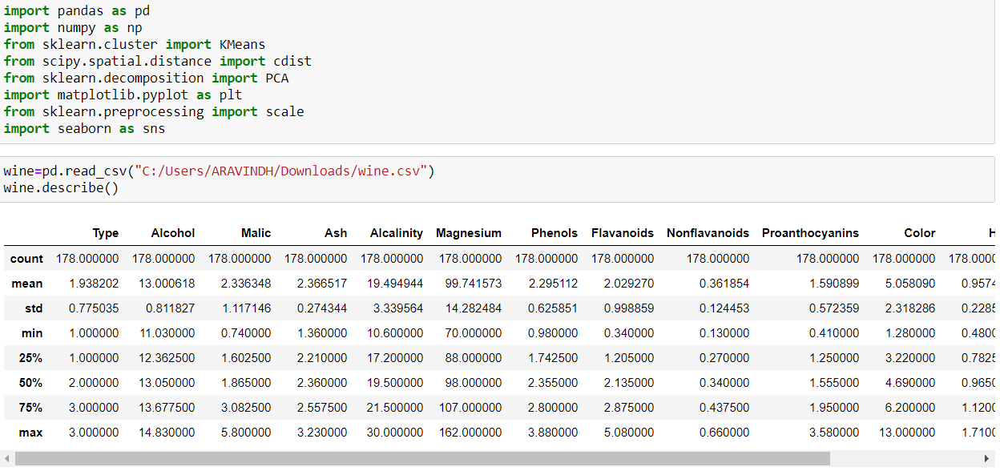 import pandas as pd
import numpy as np
from sklearn.cluster import KMeans
from scipy.spatial.distance import cdist
from sklearn.decomposition import PCA
import matplotlib.pyplot as plt
from sklearn.preprocessing import scale
import seaborn as sns
wine=pd.read_csv("C:/Users/ARAVINDH/Downloads/wine.csv")
wine.describe()
Type Alcohol Malic Ash Alcalinity Magnesium Phenols Flavanoids Nonflavanoids Proanthocyanins Color H
count 178.000000 178.000000 178.000000 178.000000 178.000000 178.000000 178.000000 178.000000 178.000000 178.000000 178.000000 178.0000
mean 1.938202 13.000618 2.336348 2.366517 19.494944 99.741573 2.295112 2.029270 0.361854 1.590899 5.058090 0.9574
std 0.775035 0.811827 1.117146 0.274344 3.339564 14.282484 0.625851 0.998859 0.124453 0.572359 2.318286 0.2285
min 1.000000 11.030000 0.740000 1.360000 10.600000 70.000000 0.980000 0.340000 0.130000 0.410000 1.280000 0.4800
25% 1.000000 12.362500 1.602500 2.210000 17.200000 88.000000 1.742500 1.205000 0.270000 1.250000 3.220000 0.7825
50% 2.000000 13.050000 1.865000 2.360000 19.500000 98.000000 2.355000 2.135000 0.340000 1.555000 4.690000 0.9650
75% 3.000000 13.677500 3.082500 2.557500 21.500000 107.000000 2.800000 2.875000 0.437500 1.950000 6.200000 1.1200
max 3.000000 14.830000 5.800000 3.230000 30.000000 162.000000 3.880000 5.080000 0.660000 3.580000 13.000000 1.7100